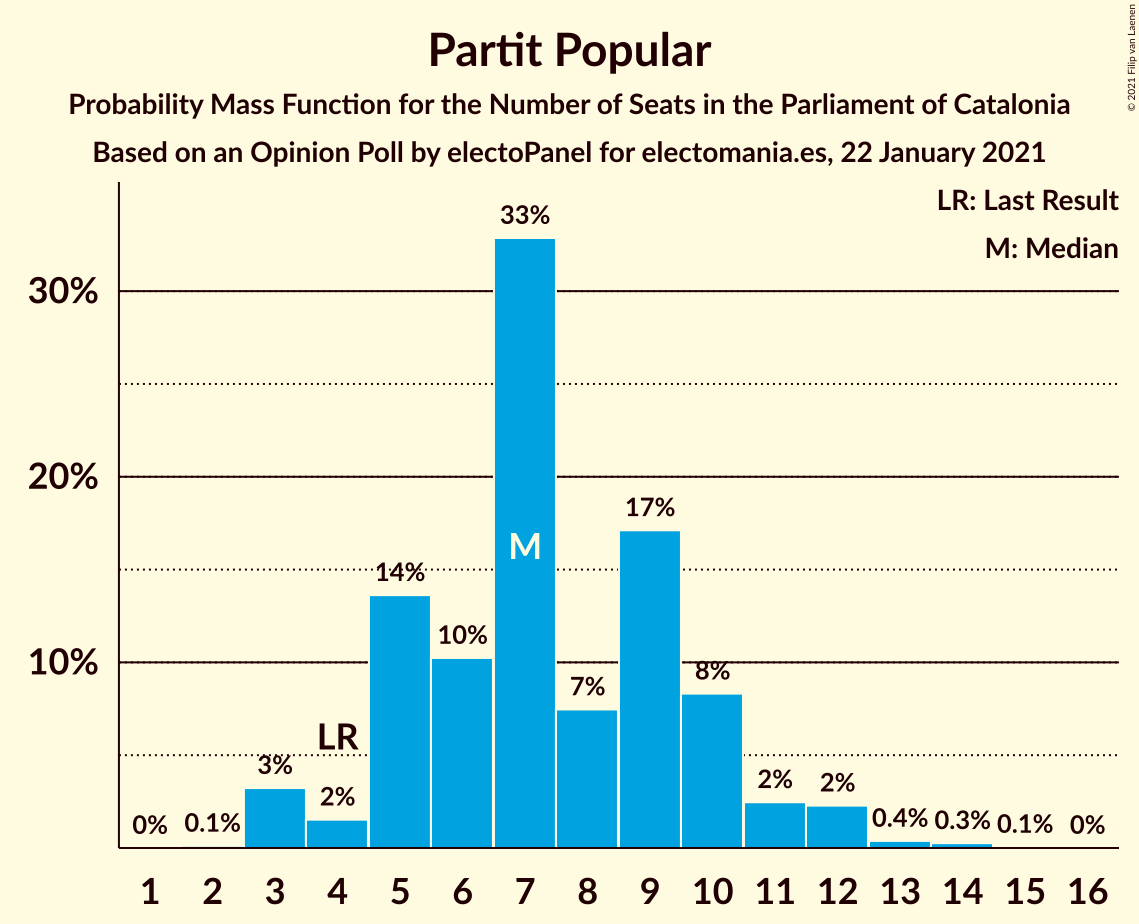 Partit Popular
Probability Mass Function for the Number of Seats in the Parliament of Catalonia
Based on an Opinion Poll by electoPanel for electomania.es, 22 January 2021
© 2021 Filip van Laenen
LR: Last Result
M: Median
30%
20%
10%
0%
0.1%
3%
2%
LR
14%
10%
33%
M
7%
17%
8%
2%
2%
0.4%
0.3%
0.1%
0%
1 2 3 4 5 6 7 8 9 10 11 12 13 14 15 16